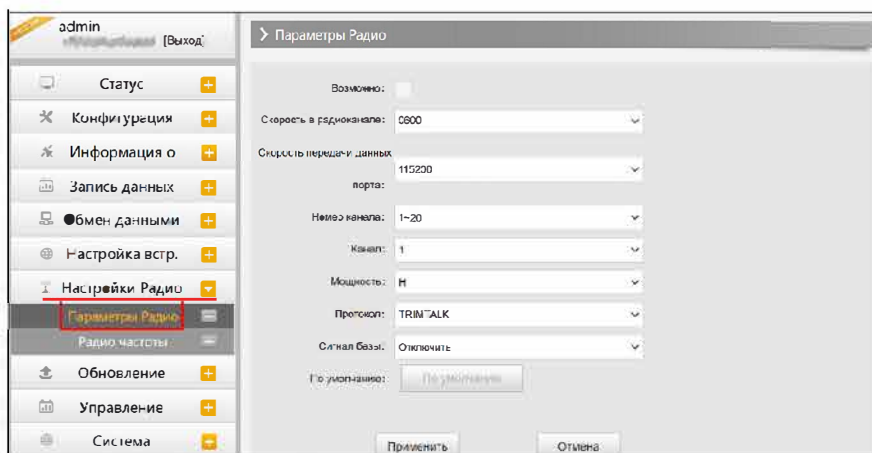 admin
[Выход]
Статус
Конфигурация
Информация о
Запись данных
Обмен данными
Настройка встр.
Настройки Радио
Параметры Радио
Радио частоты
Обновление
Управление
Система
Параметры Радио
Возможно:
Скорость в радиоканале: 9600
Скорость передачи данных
115200
порта:
Номер канала: 1~20
Канал: 1
Мощность: H
Протокол: TRIMTALK
Сигнал базы: Отключить
По умолчанию: По умолчанию
Применить Отмена